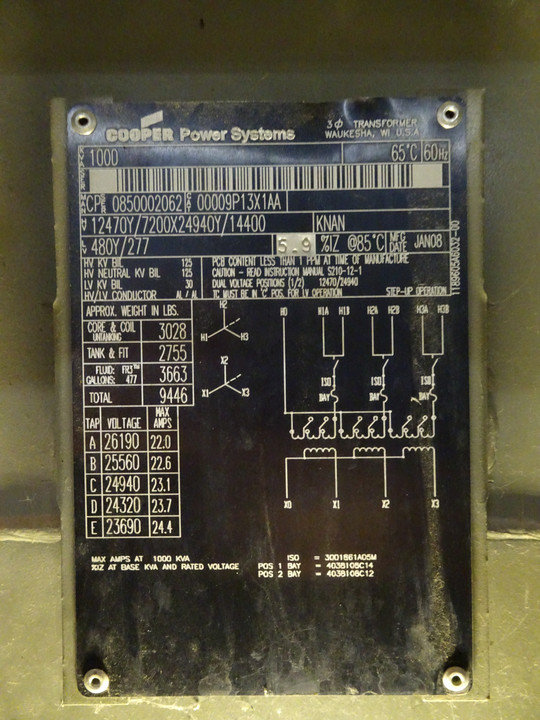 COOPER Power Systems
3Ø TRANSFORMER
WAUKESHA, WI U.S.A
1000 65°C 60Hz
0850002062 00009P13X1AA
12470Y/7200X24940Y/14400 KNAN
480Y/277 5.9 %IZ @85°C MFG DATE JAN08
HV KV BIL 125
HV NEUTRAL KV BIL 125
LV KV BIL 30
HV/LV CONDUCTOR AL / AL
PCB CONTENT LESS THAN 1 PPM AT TIME OF MANUFACTURE
CAUTION - READ INSTRUCTION MANUAL S210-12-1
DUAL VOLTAGE POSITIONS (1/2) 12470/24940
TC MUST BE IN "C" POS. FOR LV OPERATION STEP-UP OPERATION
APPROX. WEIGHT IN LBS.
CORE & COIL UNTANKING 3028
TANK & FIT 2755
FLUID: FR3™ GALLONS: 477 3663
TOTAL 9446
TAP VOLTAGE MAX AMPS
A 26190 22.0
B 25560 22.6
C 24940 23.1
D 24320 23.7
E 23690 24.4
H2
H1 H3
X2
X1 X3
H0 H1A H1B H2A H2B H3A H3B
ISO ISO ISO
BAY BAY BAY
X0 X1 X2 X3
MAX AMPS AT 1000 KVA
%IZ AT BASE KVA AND RATED VOLTAGE
ISO = 3001861A05M
POS 1 BAY = 4038108C14
POS 2 BAY = 4038108C12